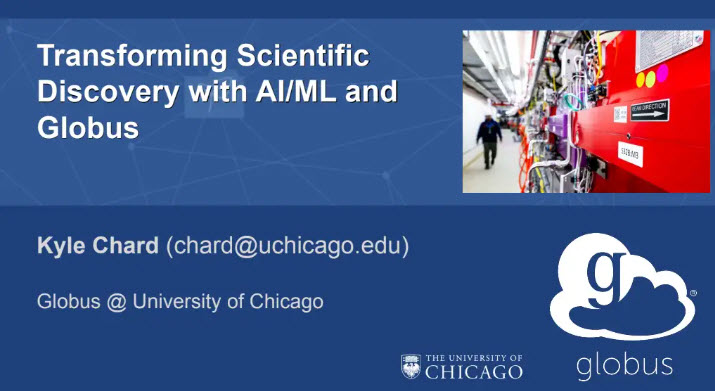 Transforming Scientific
Discovery with AI/ML and
Globus
BEAM DIRECTION
Kyle Chard (chard@uchicago.edu)
Globus @ University of Chicago
g
®
globus
THE UNIVERSITY OF
CHICAGO